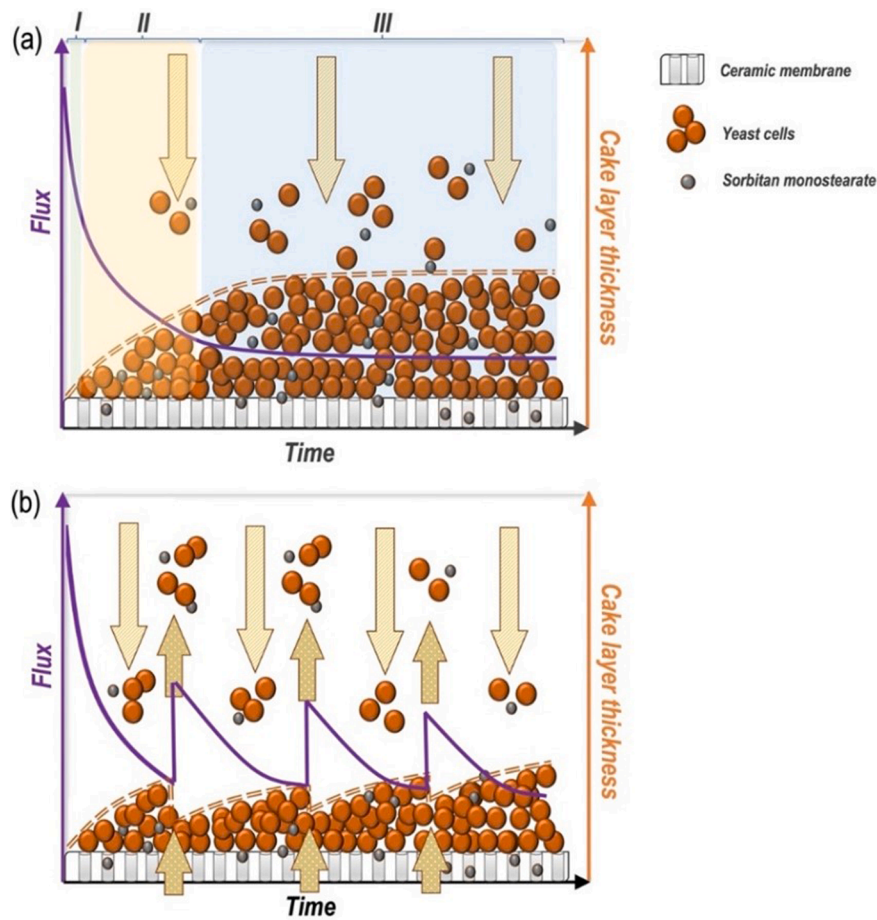 (a)
I
II
III
Flux
Cake layer thickness
Time
Ceramic membrane
Yeast cells
Sorbitan monostearate
(b)
Flux
Cake layer thickness
Time